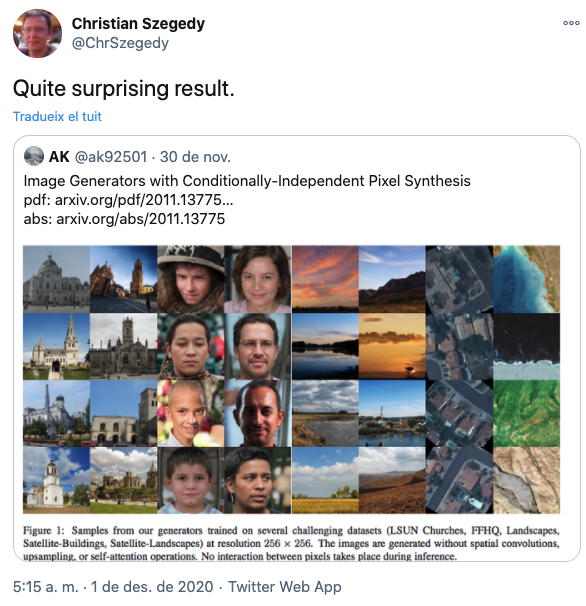 Christian Szegedy
@ChrSzegedy
Quite surprising result.
Tradueix el tuit
AK @ak92501 · 30 de nov.
Image Generators with Conditionally-Independent Pixel Synthesis
pdf: arxiv.org/pdf/2011.13775…
abs: arxiv.org/abs/2011.13775
Figure 1: Samples from our generators trained on several challenging datasets (LSUN Churches, FFHQ, Landscapes,
Satellite-Buildings, Satellite-Landscapes) at resolution 256 × 256. The images are generated without spatial convolutions,
upsampling, or self-attention operations. No interaction between pixels takes place during inference.
5:15 a. m. · 1 de des. de 2020 · Twitter Web App